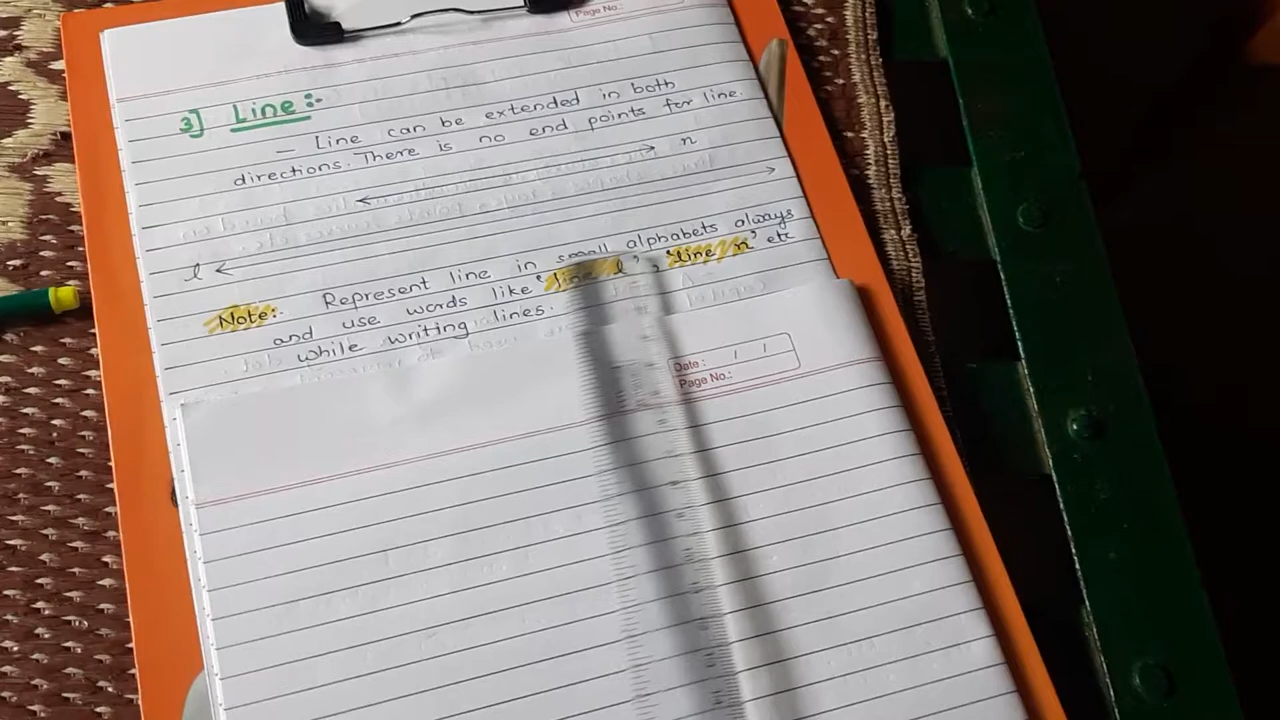 Page No.:
3] Line :-
– Line can be extended in both
directions. There is no end points for line.
n
l
Note:- Represent line in small alphabets always
and use words like 'line l', 'line n' etc
while writing lines.
Date : / /
Page No.: